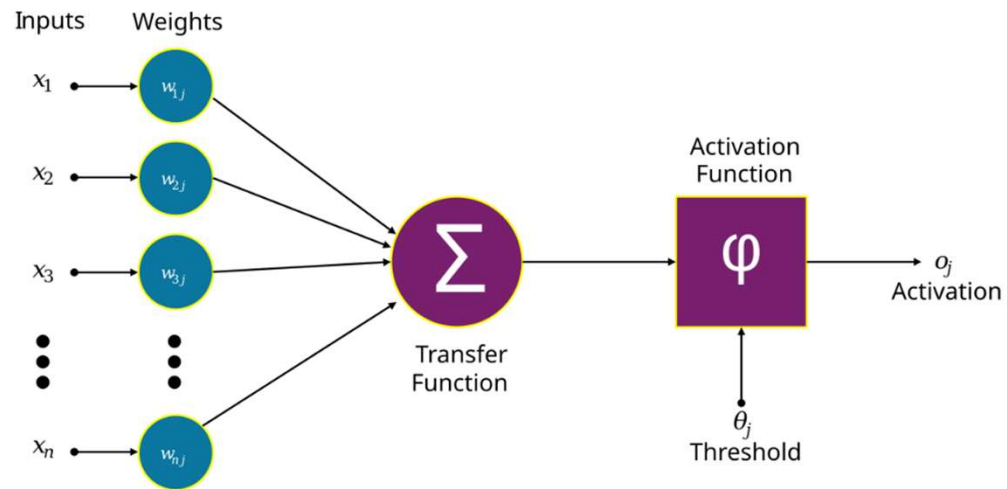 Inputs
Weights
x1
w1j
x2
w2j
x3
w3j
xn
wnj
Σ
Transfer
Function
Activation
Function
φ
oj
Activation
θj
Threshold